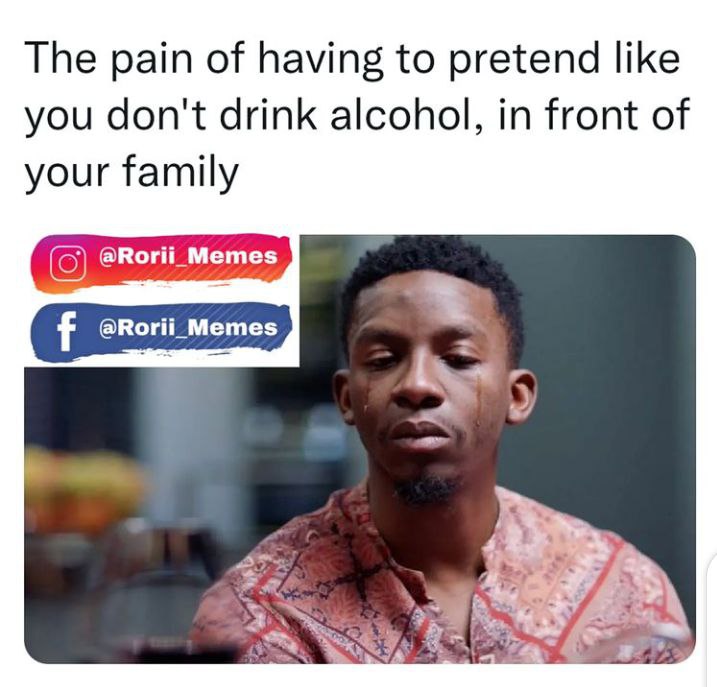 The pain of having to pretend like
you don't drink alcohol, in front of
your family
@Rorii_Memes
f @Rorii_Memes